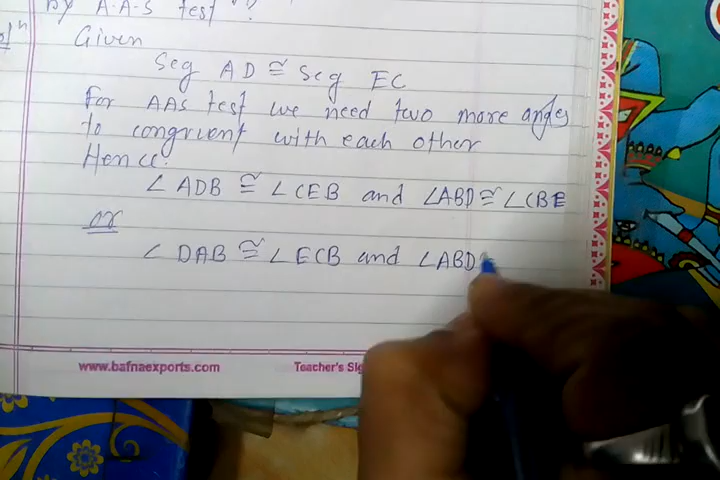 by A.A.S test"?
Given
Seg AD ≅ Seg EC
For AAS test we need two more angles
to congruent with each other
Hence:
∠ADB ≅ ∠CEB and ∠ABD ≅ ∠CBE
or
∠DAB ≅ ∠ECB and ∠ABD
www.bafnaexports.com Teacher's Sig